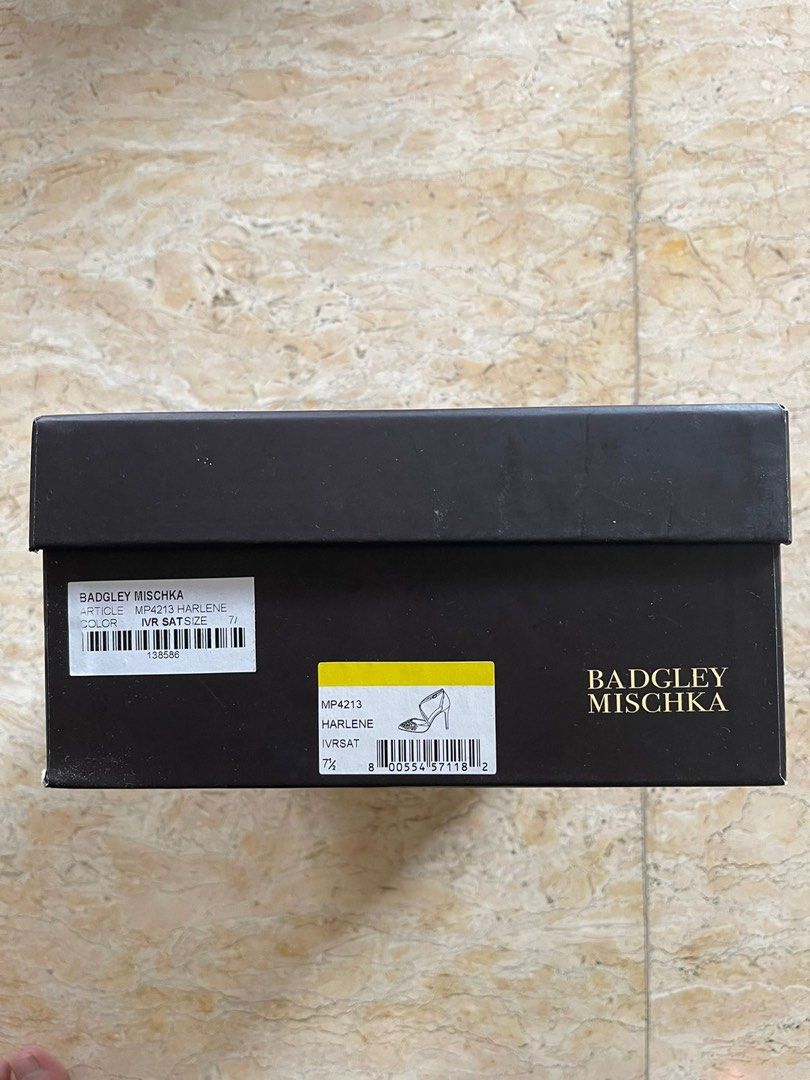 BADGLEY MISCHKA
ARTICLE MP4213 HARLENE
COLOR IVR SAT SIZE 7/
138586
MP4213
HARLENE
IVRSAT
7½
8 00554 57118 2
BADGLEY
MISCHKA